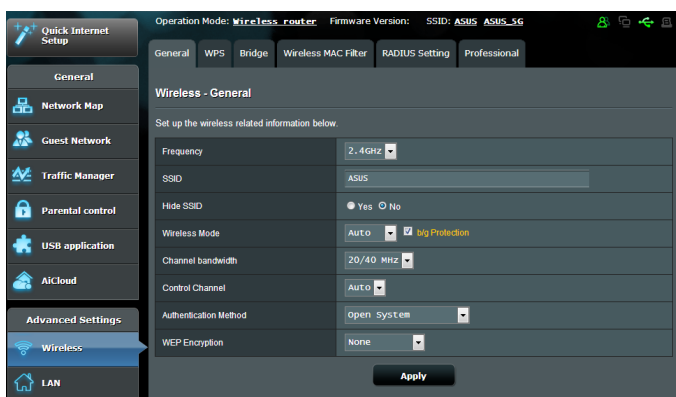 Quick Internet Setup
Operation Mode: Wireless router Firmware Version: SSID: ASUS ASUS_5G
General WPS Bridge Wireless MAC Filter RADIUS Setting Professional
General
Network Map
Guest Network
Traffic Manager
Parental control
USB application
AiCloud
Advanced Settings
Wireless
LAN
Wireless - General
Set up the wireless related information below.
Frequency 2.4GHz
SSID ASUS
Hide SSID Yes No
Wireless Mode Auto b/g Protection
Channel bandwidth 20/40 MHz
Control Channel Auto
Authentication Method Open System
WEP Encryption None
Apply